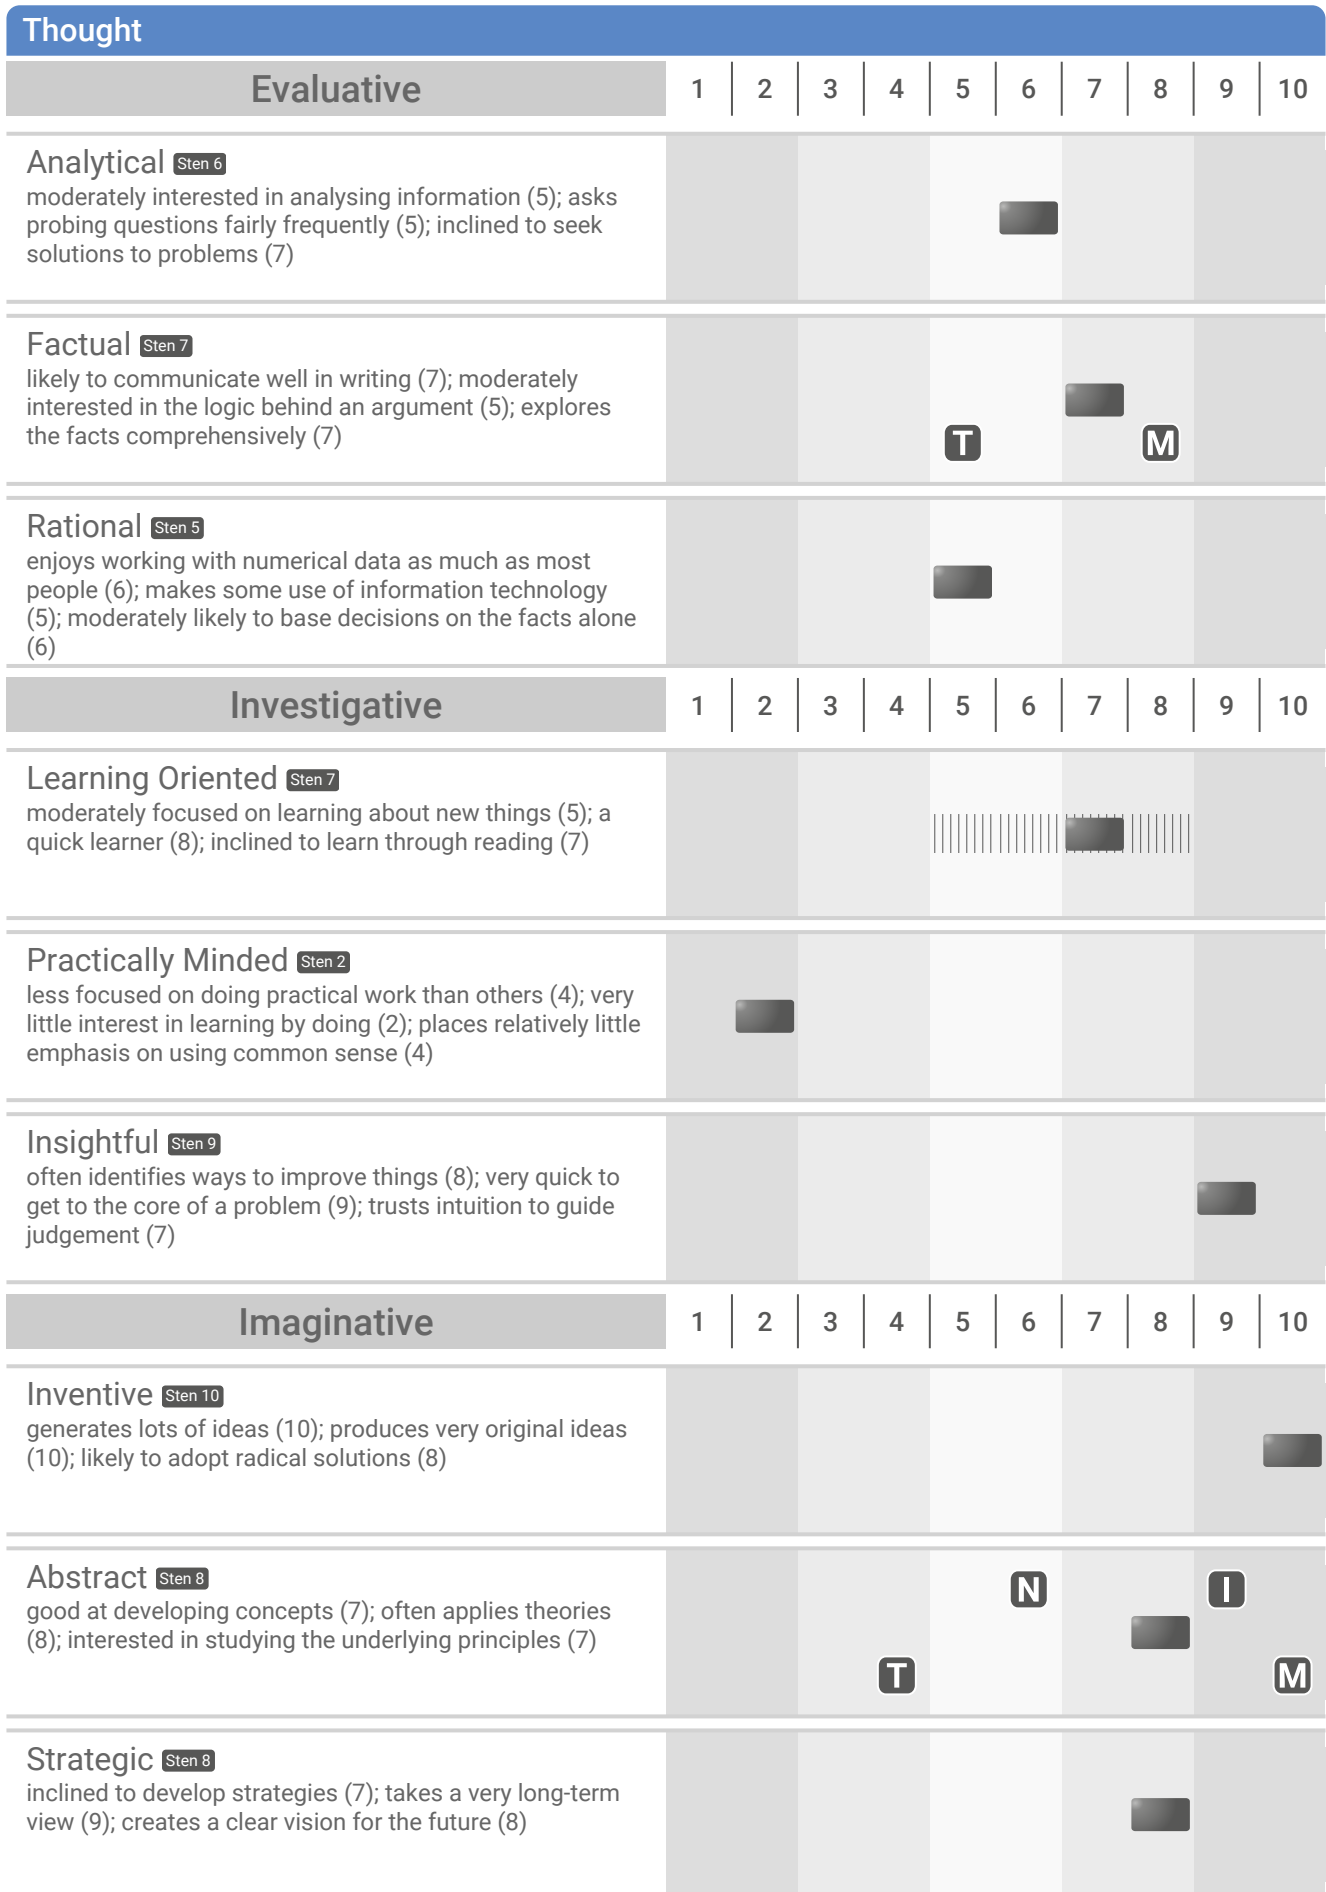 Thought
Evaluative 1 2 3 4 5 6 7 8 9 10
Analytical Sten 6
moderately interested in analysing information (5); asks
probing questions fairly frequently (5); inclined to seek
solutions to problems (7)
Factual Sten 7
likely to communicate well in writing (7); moderately
interested in the logic behind an argument (5); explores
the facts comprehensively (7)
T M
Rational Sten 5
enjoys working with numerical data as much as most
people (6); makes some use of information technology
(5); moderately likely to base decisions on the facts alone
(6)
Investigative 1 2 3 4 5 6 7 8 9 10
Learning Oriented Sten 7
moderately focused on learning about new things (5); a
quick learner (8); inclined to learn through reading (7)
Practically Minded Sten 2
less focused on doing practical work than others (4); very
little interest in learning by doing (2); places relatively little
emphasis on using common sense (4)
Insightful Sten 9
often identifies ways to improve things (8); very quick to
get to the core of a problem (9); trusts intuition to guide
judgement (7)
Imaginative 1 2 3 4 5 6 7 8 9 10
Inventive Sten 10
generates lots of ideas (10); produces very original ideas
(10); likely to adopt radical solutions (8)
Abstract Sten 8
good at developing concepts (7); often applies theories
(8); interested in studying the underlying principles (7)
N I
T M
Strategic Sten 8
inclined to develop strategies (7); takes a very long-term
view (9); creates a clear vision for the future (8)